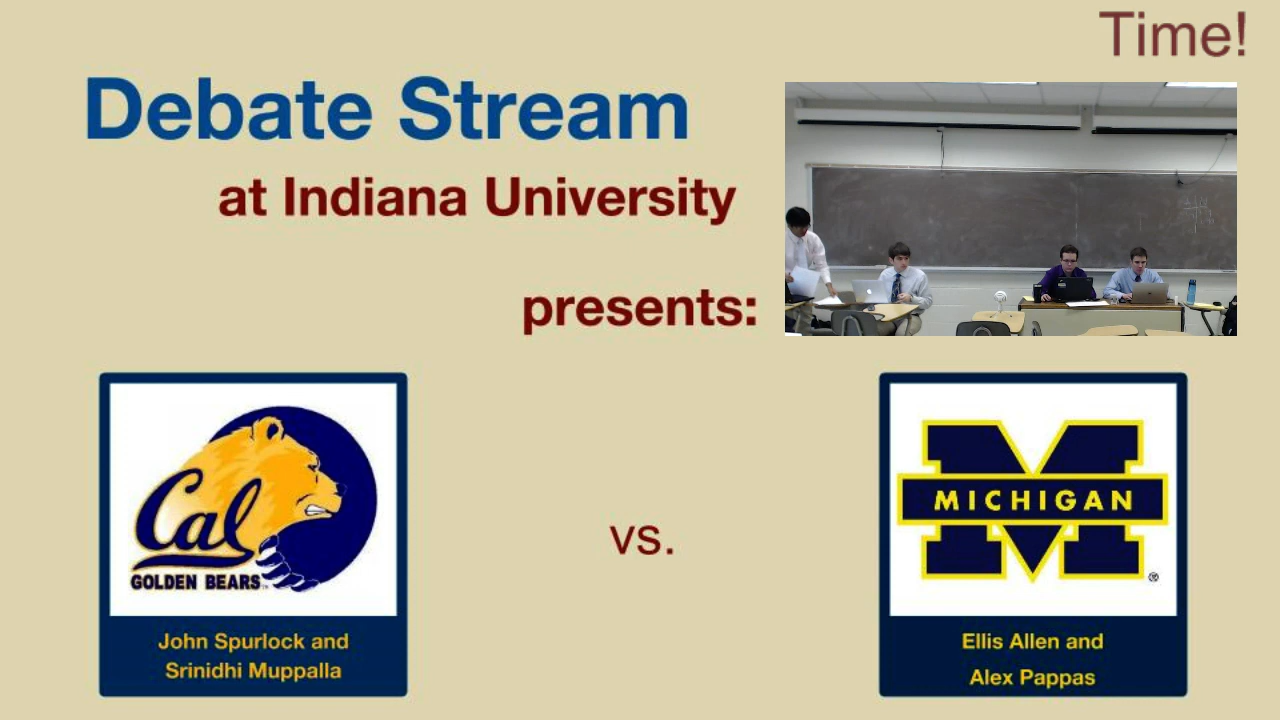 Time!
Debate Stream
at Indiana University
presents:
Cal
GOLDEN BEARS
MICHIGAN
®
vs.
John Spurlock and
Srinidhi Muppalla
Ellis Allen and
Alex Pappas